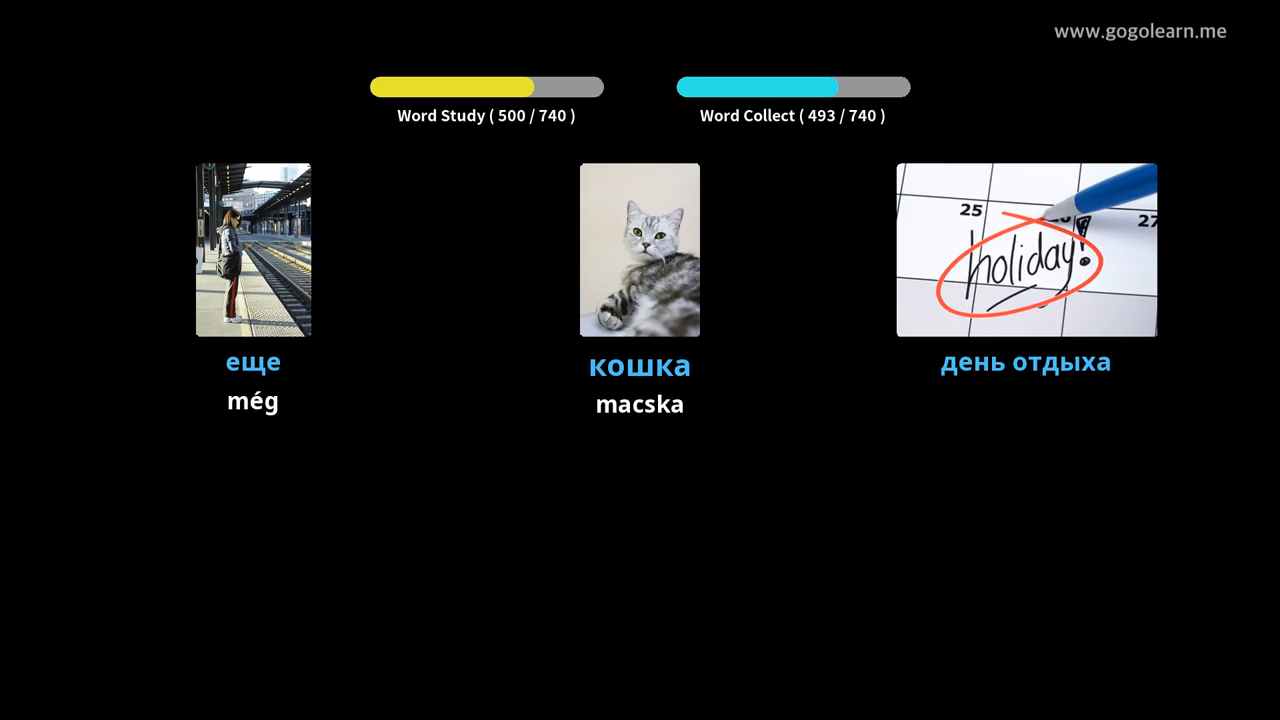 www.gogolearn.me
Word Study ( 500 / 740 )
Word Collect ( 493 / 740 )
25
27
holiday!
еще
még
кошка
macska
день отдыха